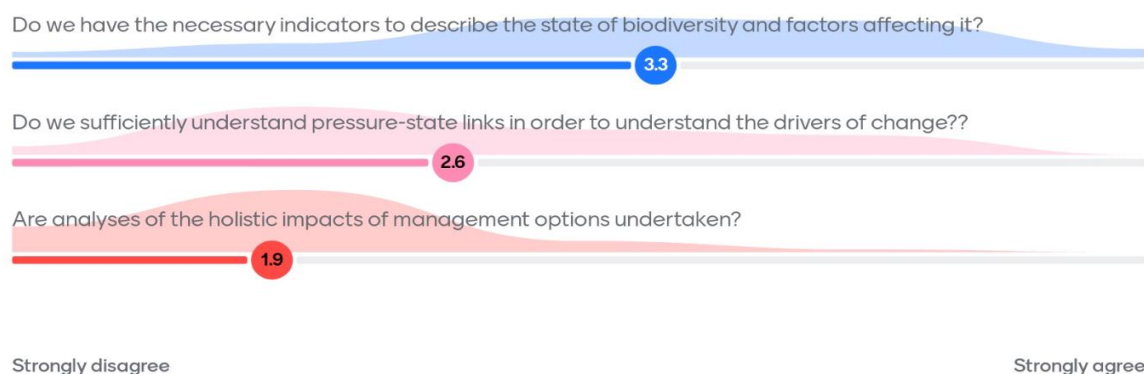 Do we have the necessary indicators to describe the state of biodiversity and factors affecting it?
3.3
Do we sufficiently understand pressure-state links in order to understand the drivers of change??
2.6
Are analyses of the holistic impacts of management options undertaken?
1.9
Strongly disagree
Strongly agree